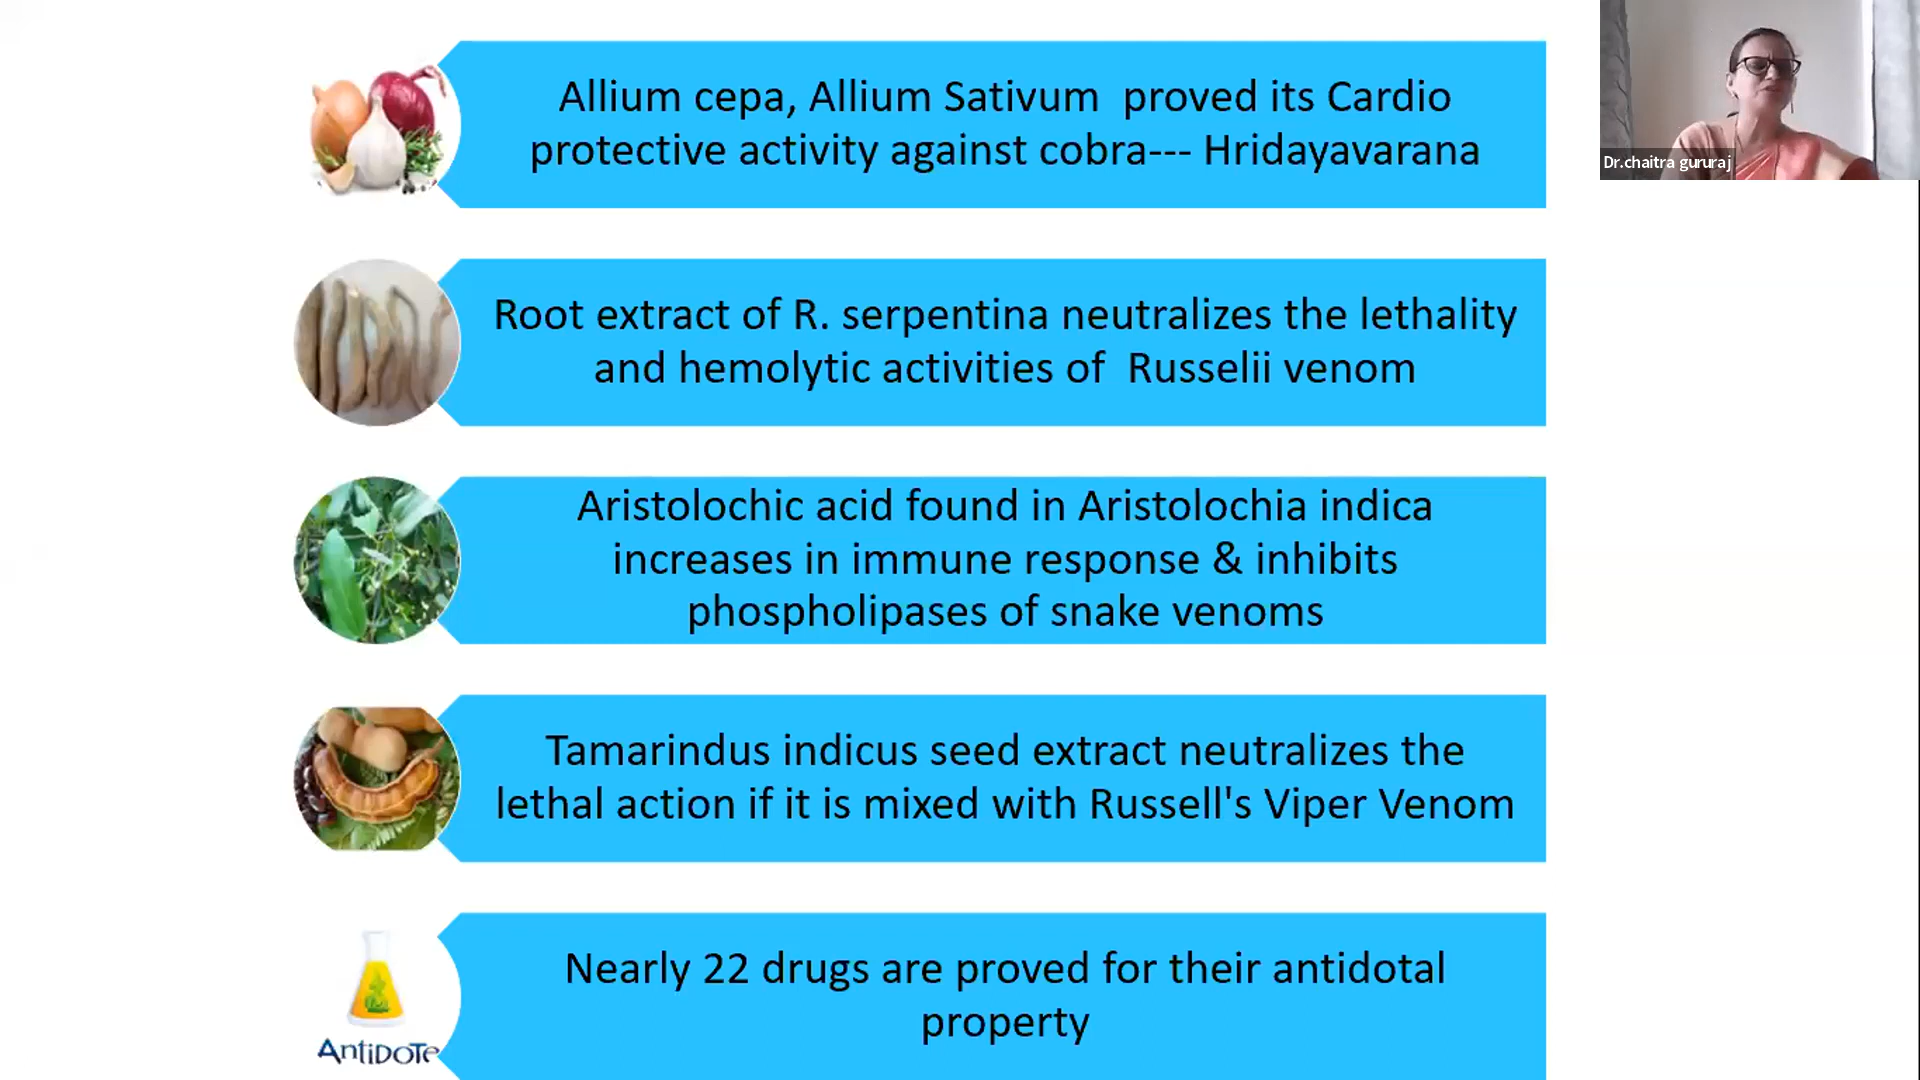 Allium cepa, Allium Sativum proved its Cardio
protective activity against cobra--- Hridayavarana
Dr.chaitra gururaj
Root extract of R. serpentina neutralizes the lethality
and hemolytic activities of Russelii venom
Aristolochic acid found in Aristolochia indica
increases in immune response & inhibits
phospholipases of snake venoms
Tamarindus indicus seed extract neutralizes the
lethal action if it is mixed with Russell's Viper Venom
Nearly 22 drugs are proved for their antidotal
property
AntiDoTe